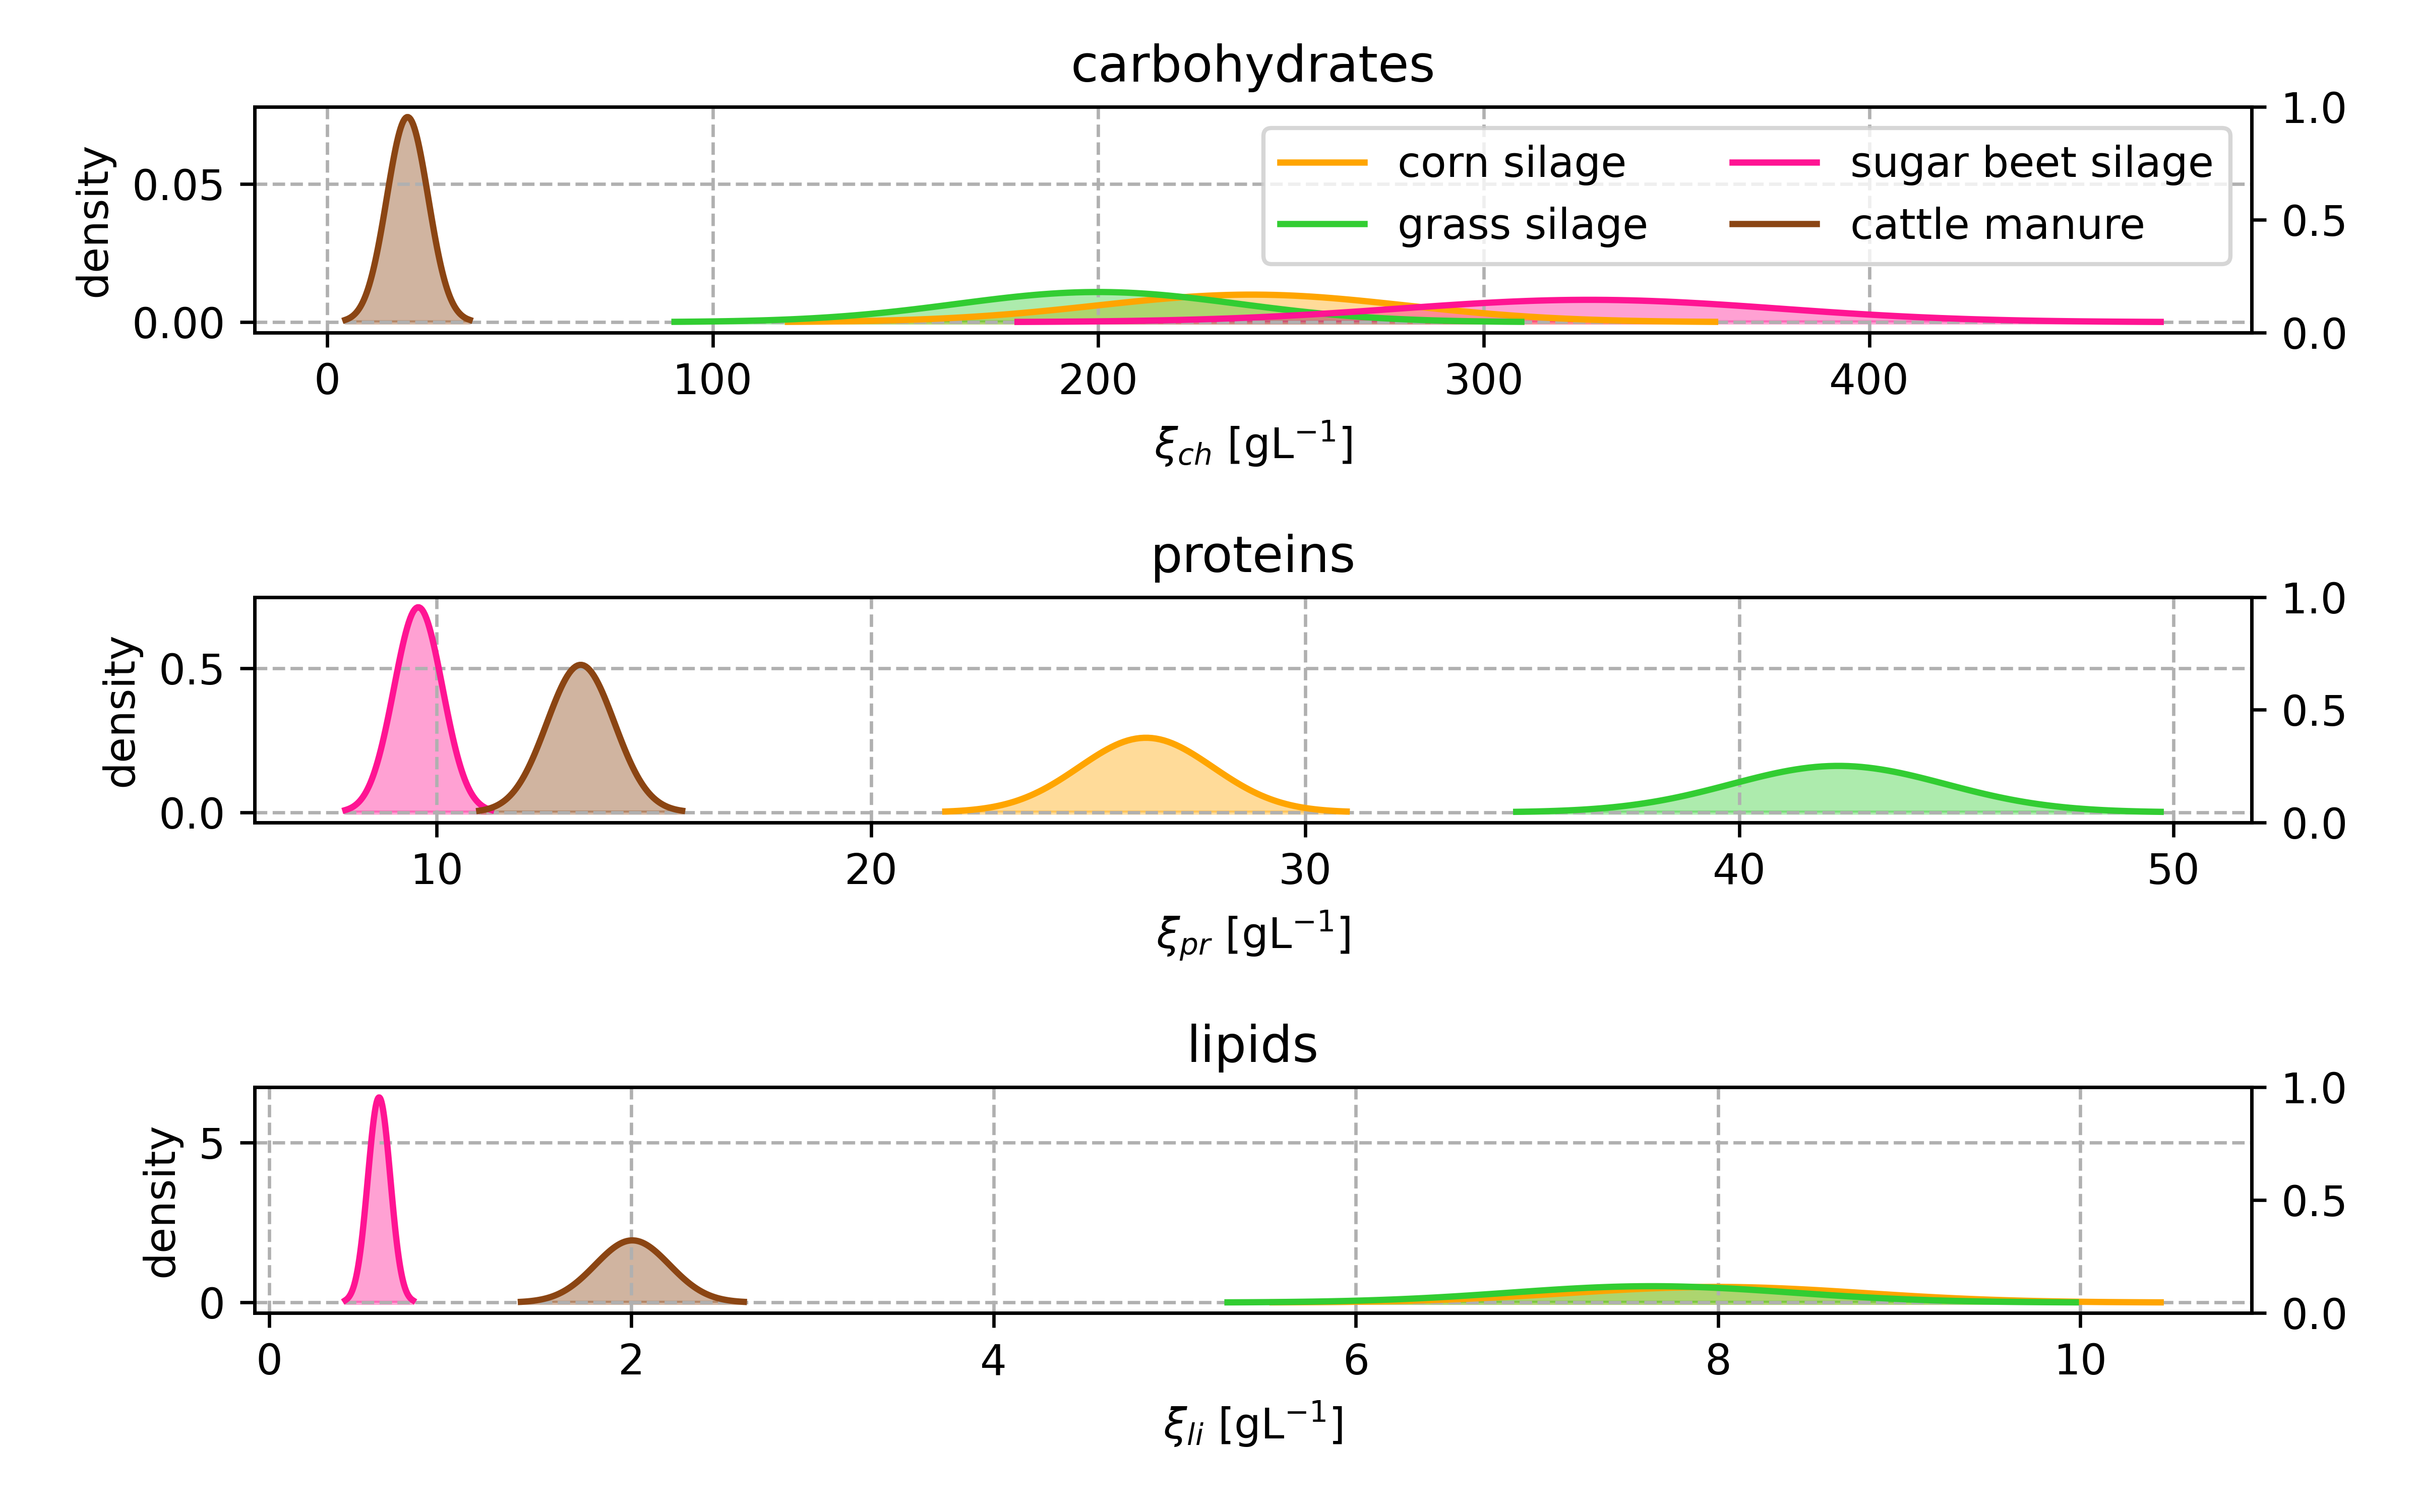 carbohydrates
density
0.05
0.00
1.0
0.5
0.0
corn silage
sugar beet silage
grass silage
cattle manure
0 100 200 300 400
ξch [gL−1]
proteins
density
0.5
0.0
1.0
0.5
0.0
10 20 30 40 50
ξpr [gL−1]
lipids
density
5
0
1.0
0.5
0.0
0 2 4 6 8 10
ξli [gL−1]